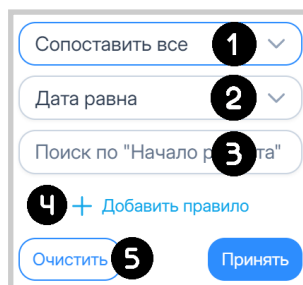 Сопоставить все 1
Дата равна 2
Поиск по "Начало 3 та"
4 + Добавить правило
Очистить 5 Принять